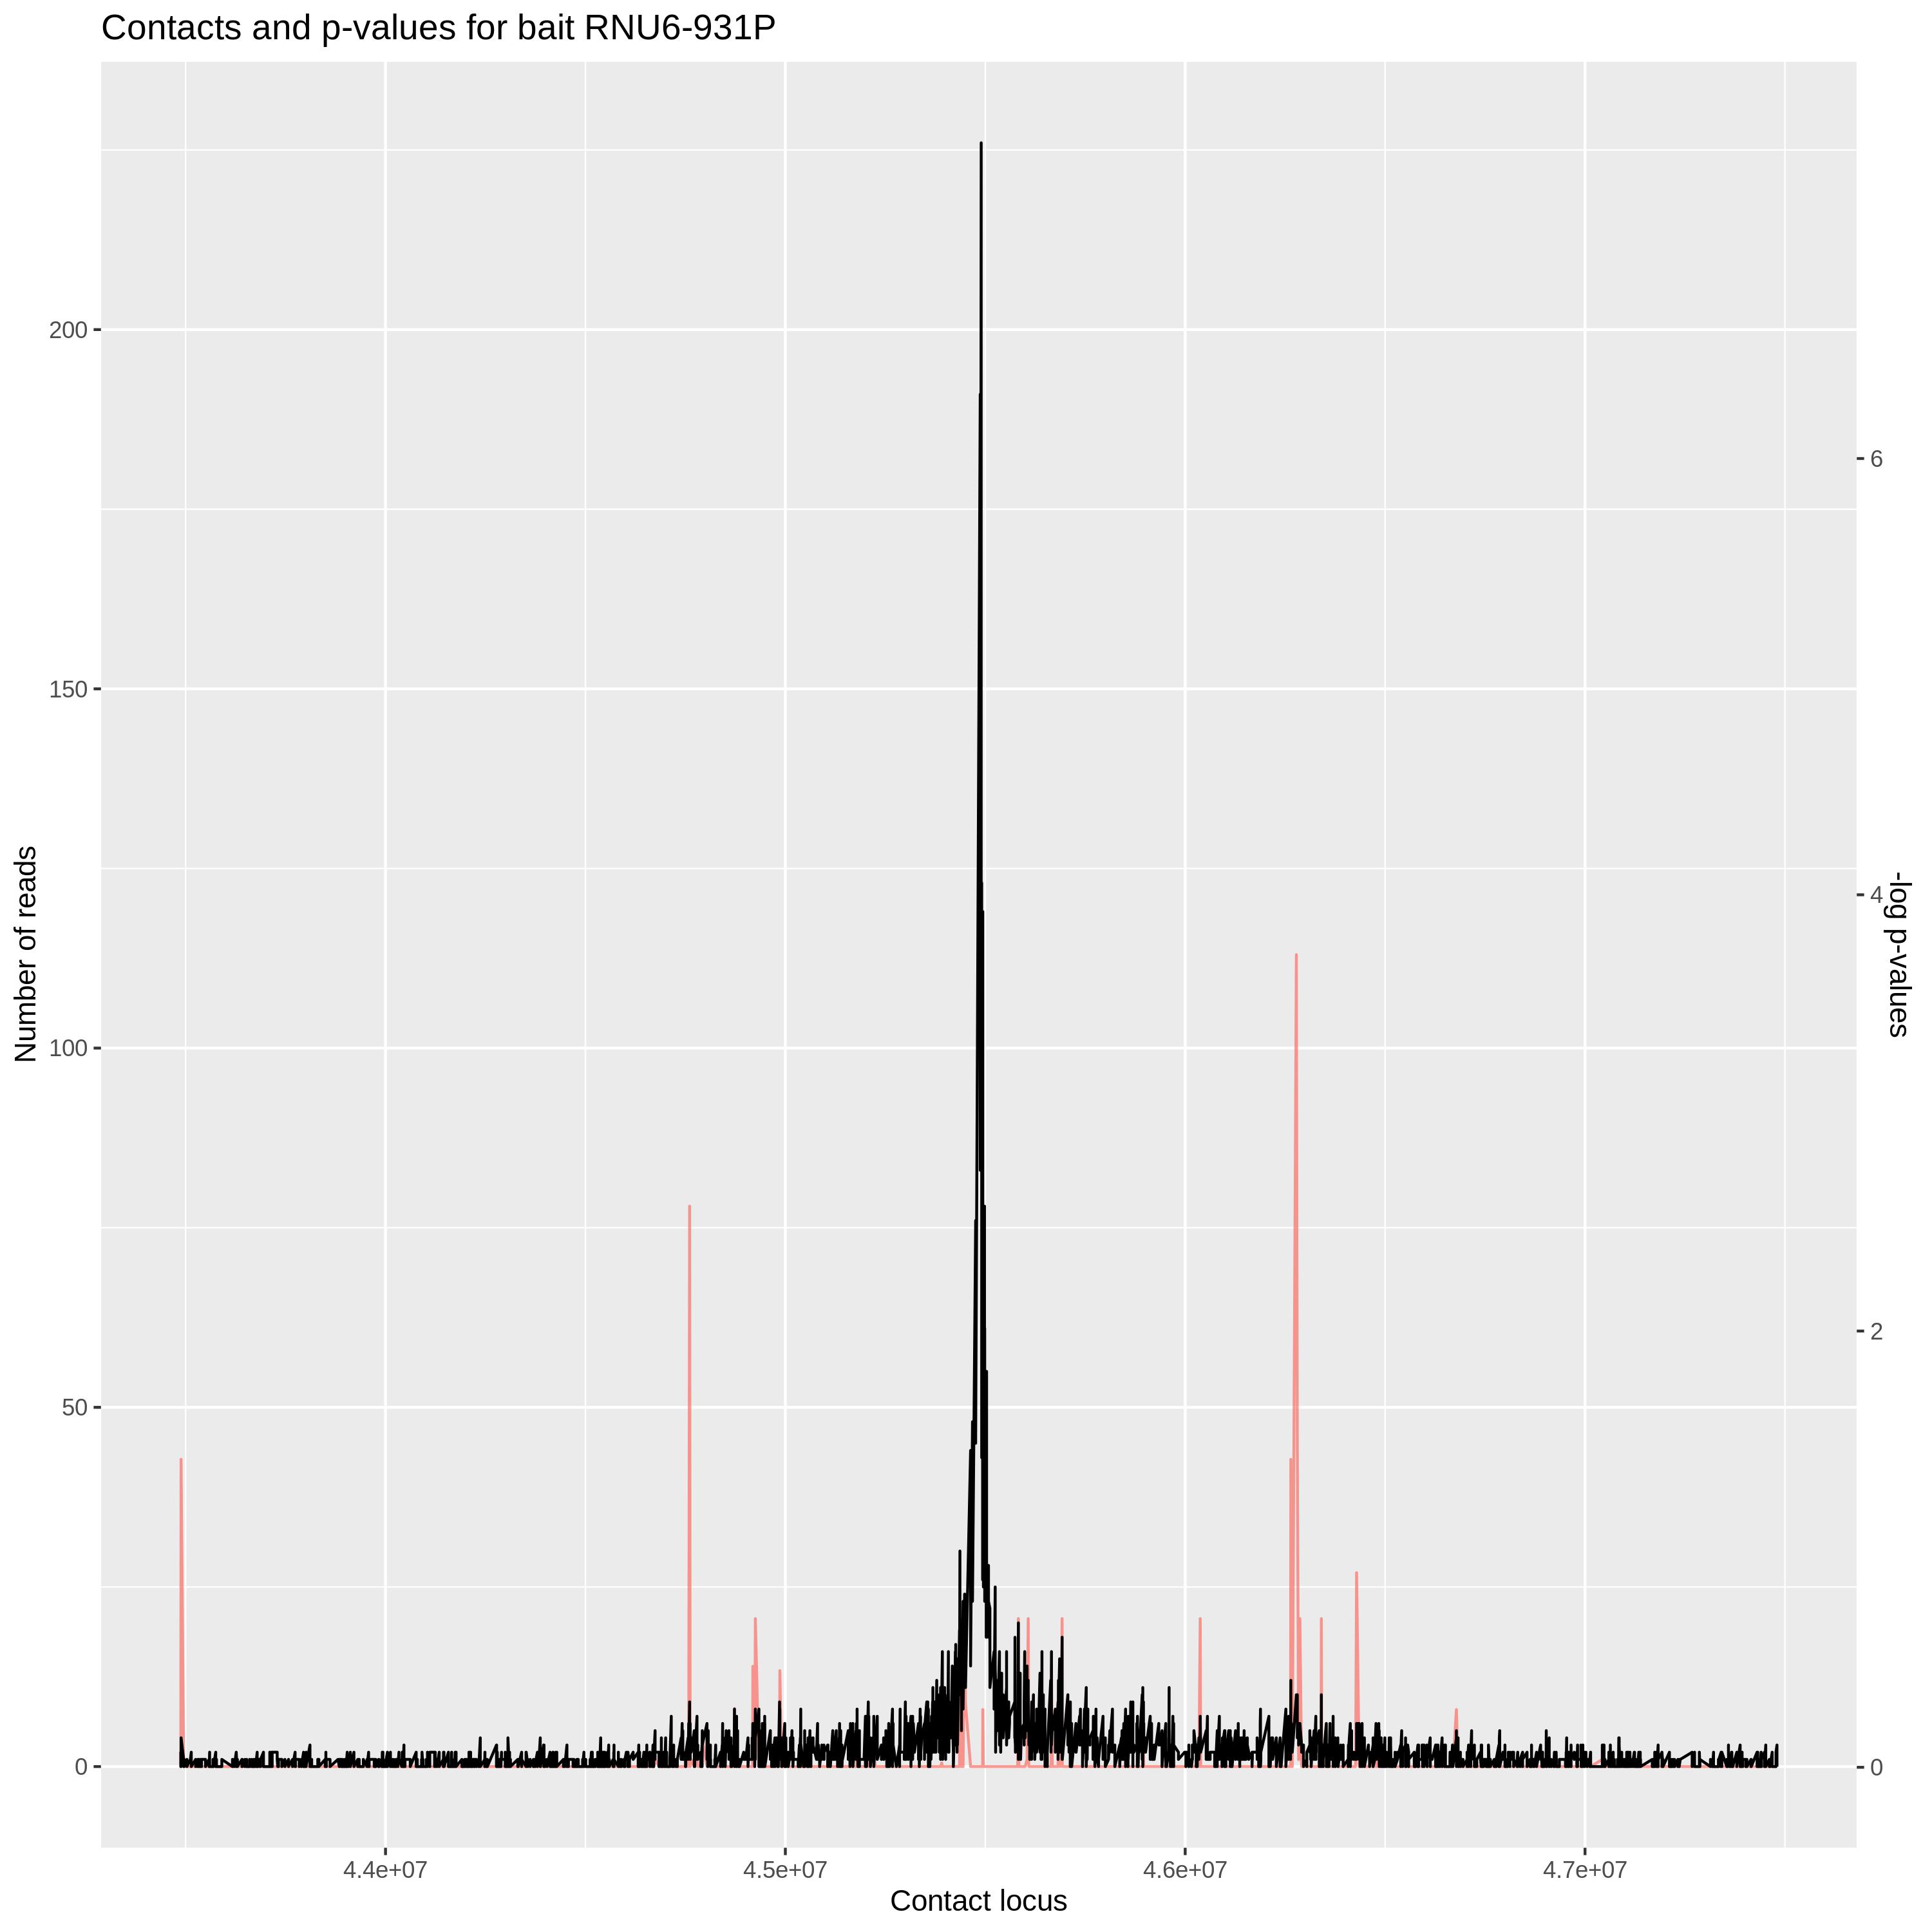 Contacts and p-values for bait RNU6-931P
200
150
100
50
0
Number of reads
6
4
2
0
-log p-values
4.4e+07
4.5e+07
4.6e+07
4.7e+07
Contact locus